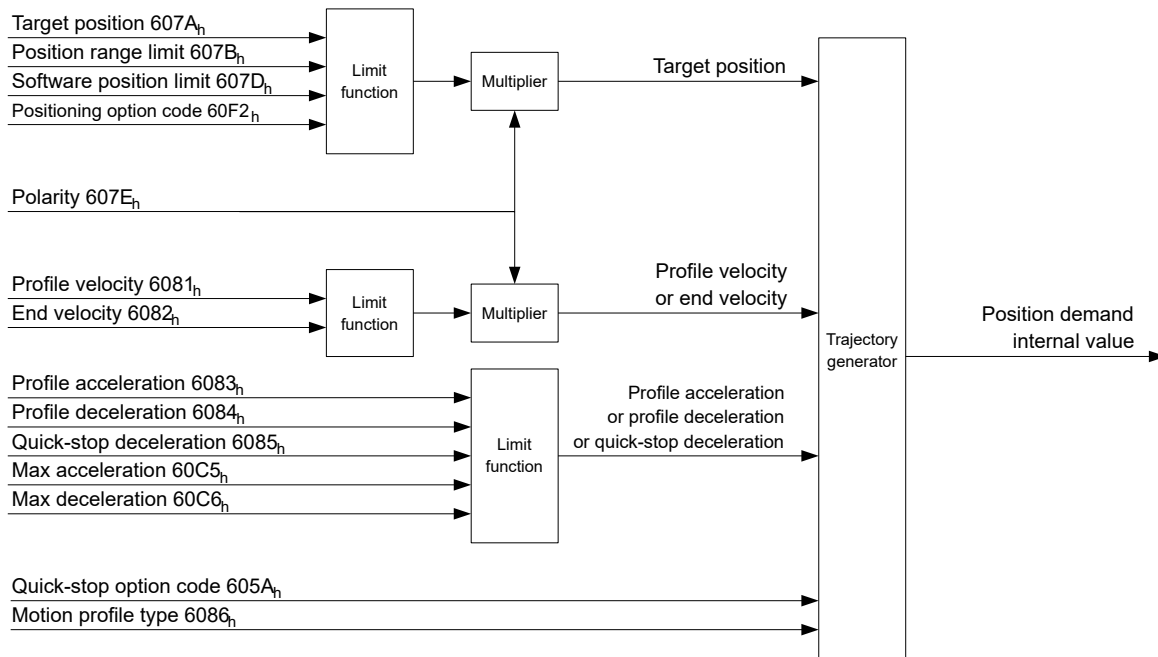 Target position 607Ah
Position range limit 607Bh
Software position limit 607Dh
Positioning option code 60F2h
Limit
function
Multiplier
Target position
Polarity 607Eh
Profile velocity 6081h
End velocity 6082h
Limit
function
Multiplier
Profile velocity
or end velocity
Trajectory
generator
Position demand
internal value
Profile acceleration 6083h
Profile deceleration 6084h
Quick-stop deceleration 6085h
Max acceleration 60C5h
Max deceleration 60C6h
Limit
function
Profile acceleration
or profile deceleration
or quick-stop deceleration
Quick-stop option code 605Ah
Motion profile type 6086h